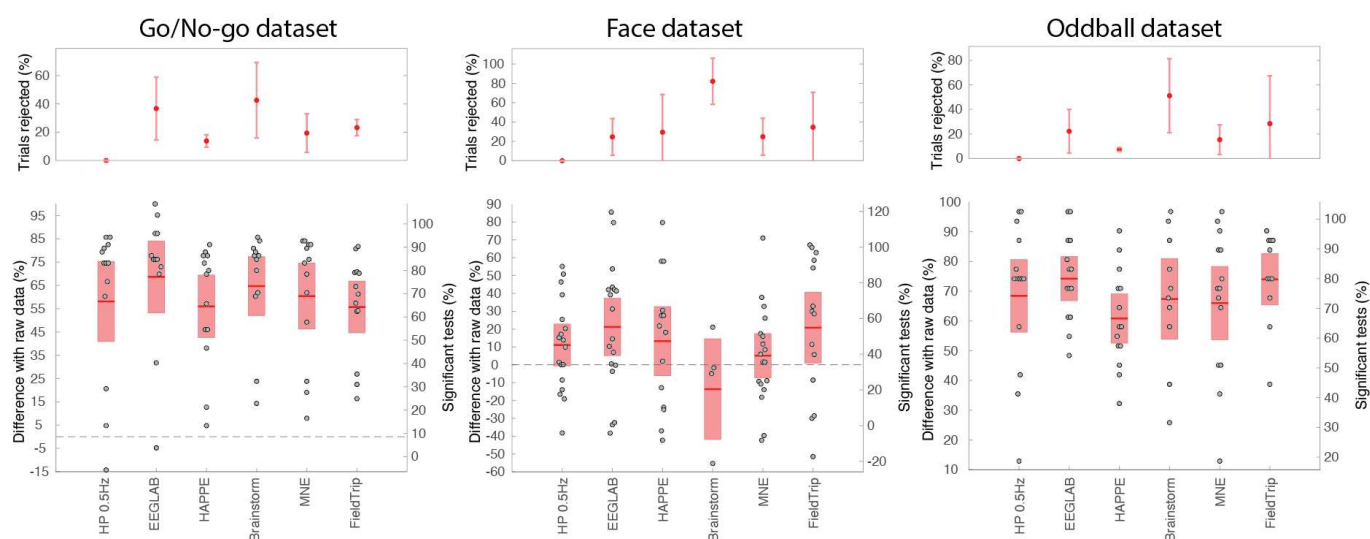 Go/No-go dataset
Trials rejected (%)
60
40
20
0
Difference with raw data (%)
95
85
75
65
55
45
35
25
15
5
-5
-15
Significant tests (%)
100
90
80
70
60
50
40
30
20
10
0
HP 0.5Hz
EEGLAB
HAPPE
Brainstorm
MNE
FieldTrip
Face dataset
Trials rejected (%)
100
80
60
40
20
0
Difference with raw data (%)
90
80
70
60
50
40
30
20
10
0
-10
-20
-30
-40
-50
-60
Significant tests (%)
120
100
80
60
40
20
0
-20
HP 0.5Hz
EEGLAB
HAPPE
Brainstorm
MNE
FieldTrip
Oddball dataset
Trials rejected (%)
80
60
40
20
0
Difference with raw data (%)
100
90
80
70
60
50
40
30
20
10
Significant tests (%)
100
90
80
70
60
50
40
30
20
HP 0.5Hz
EEGLAB
HAPPE
Brainstorm
MNE
FieldTrip